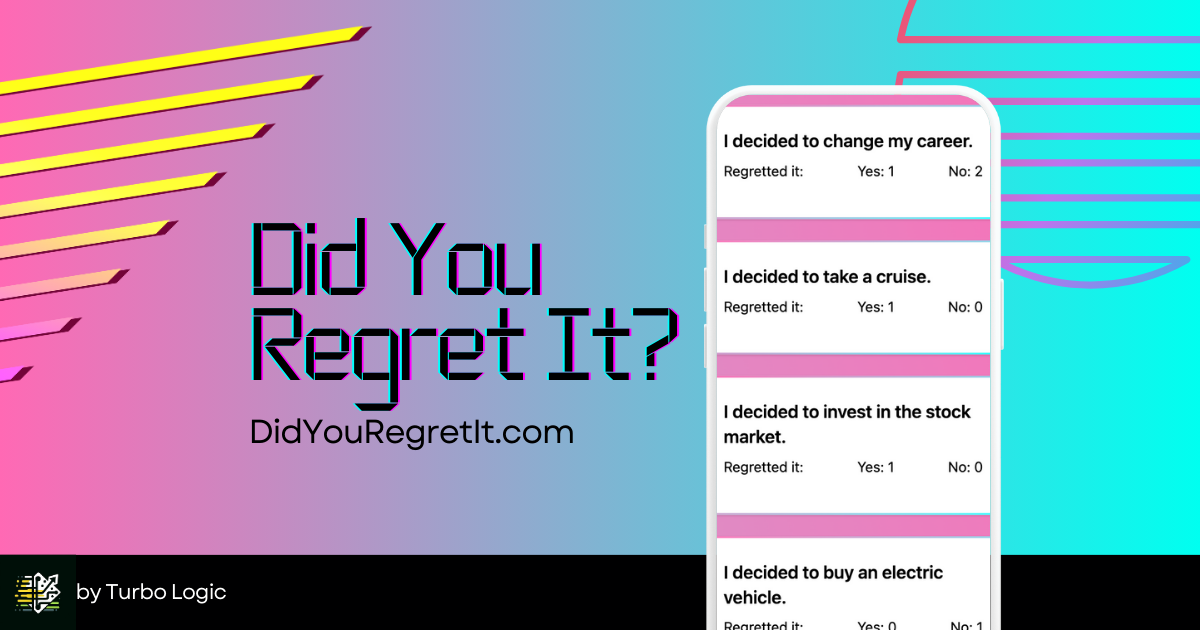 Did You
Regret It?
DidYouRegretIt.com
by Turbo Logic
I decided to change my career.
Regretted it: Yes: 1 No: 2
I decided to take a cruise.
Regretted it: Yes: 1 No: 0
I decided to invest in the stock
market.
Regretted it: Yes: 1 No: 0
I decided to buy an electric
vehicle.
Regretted it: Yes: 0 No: 1